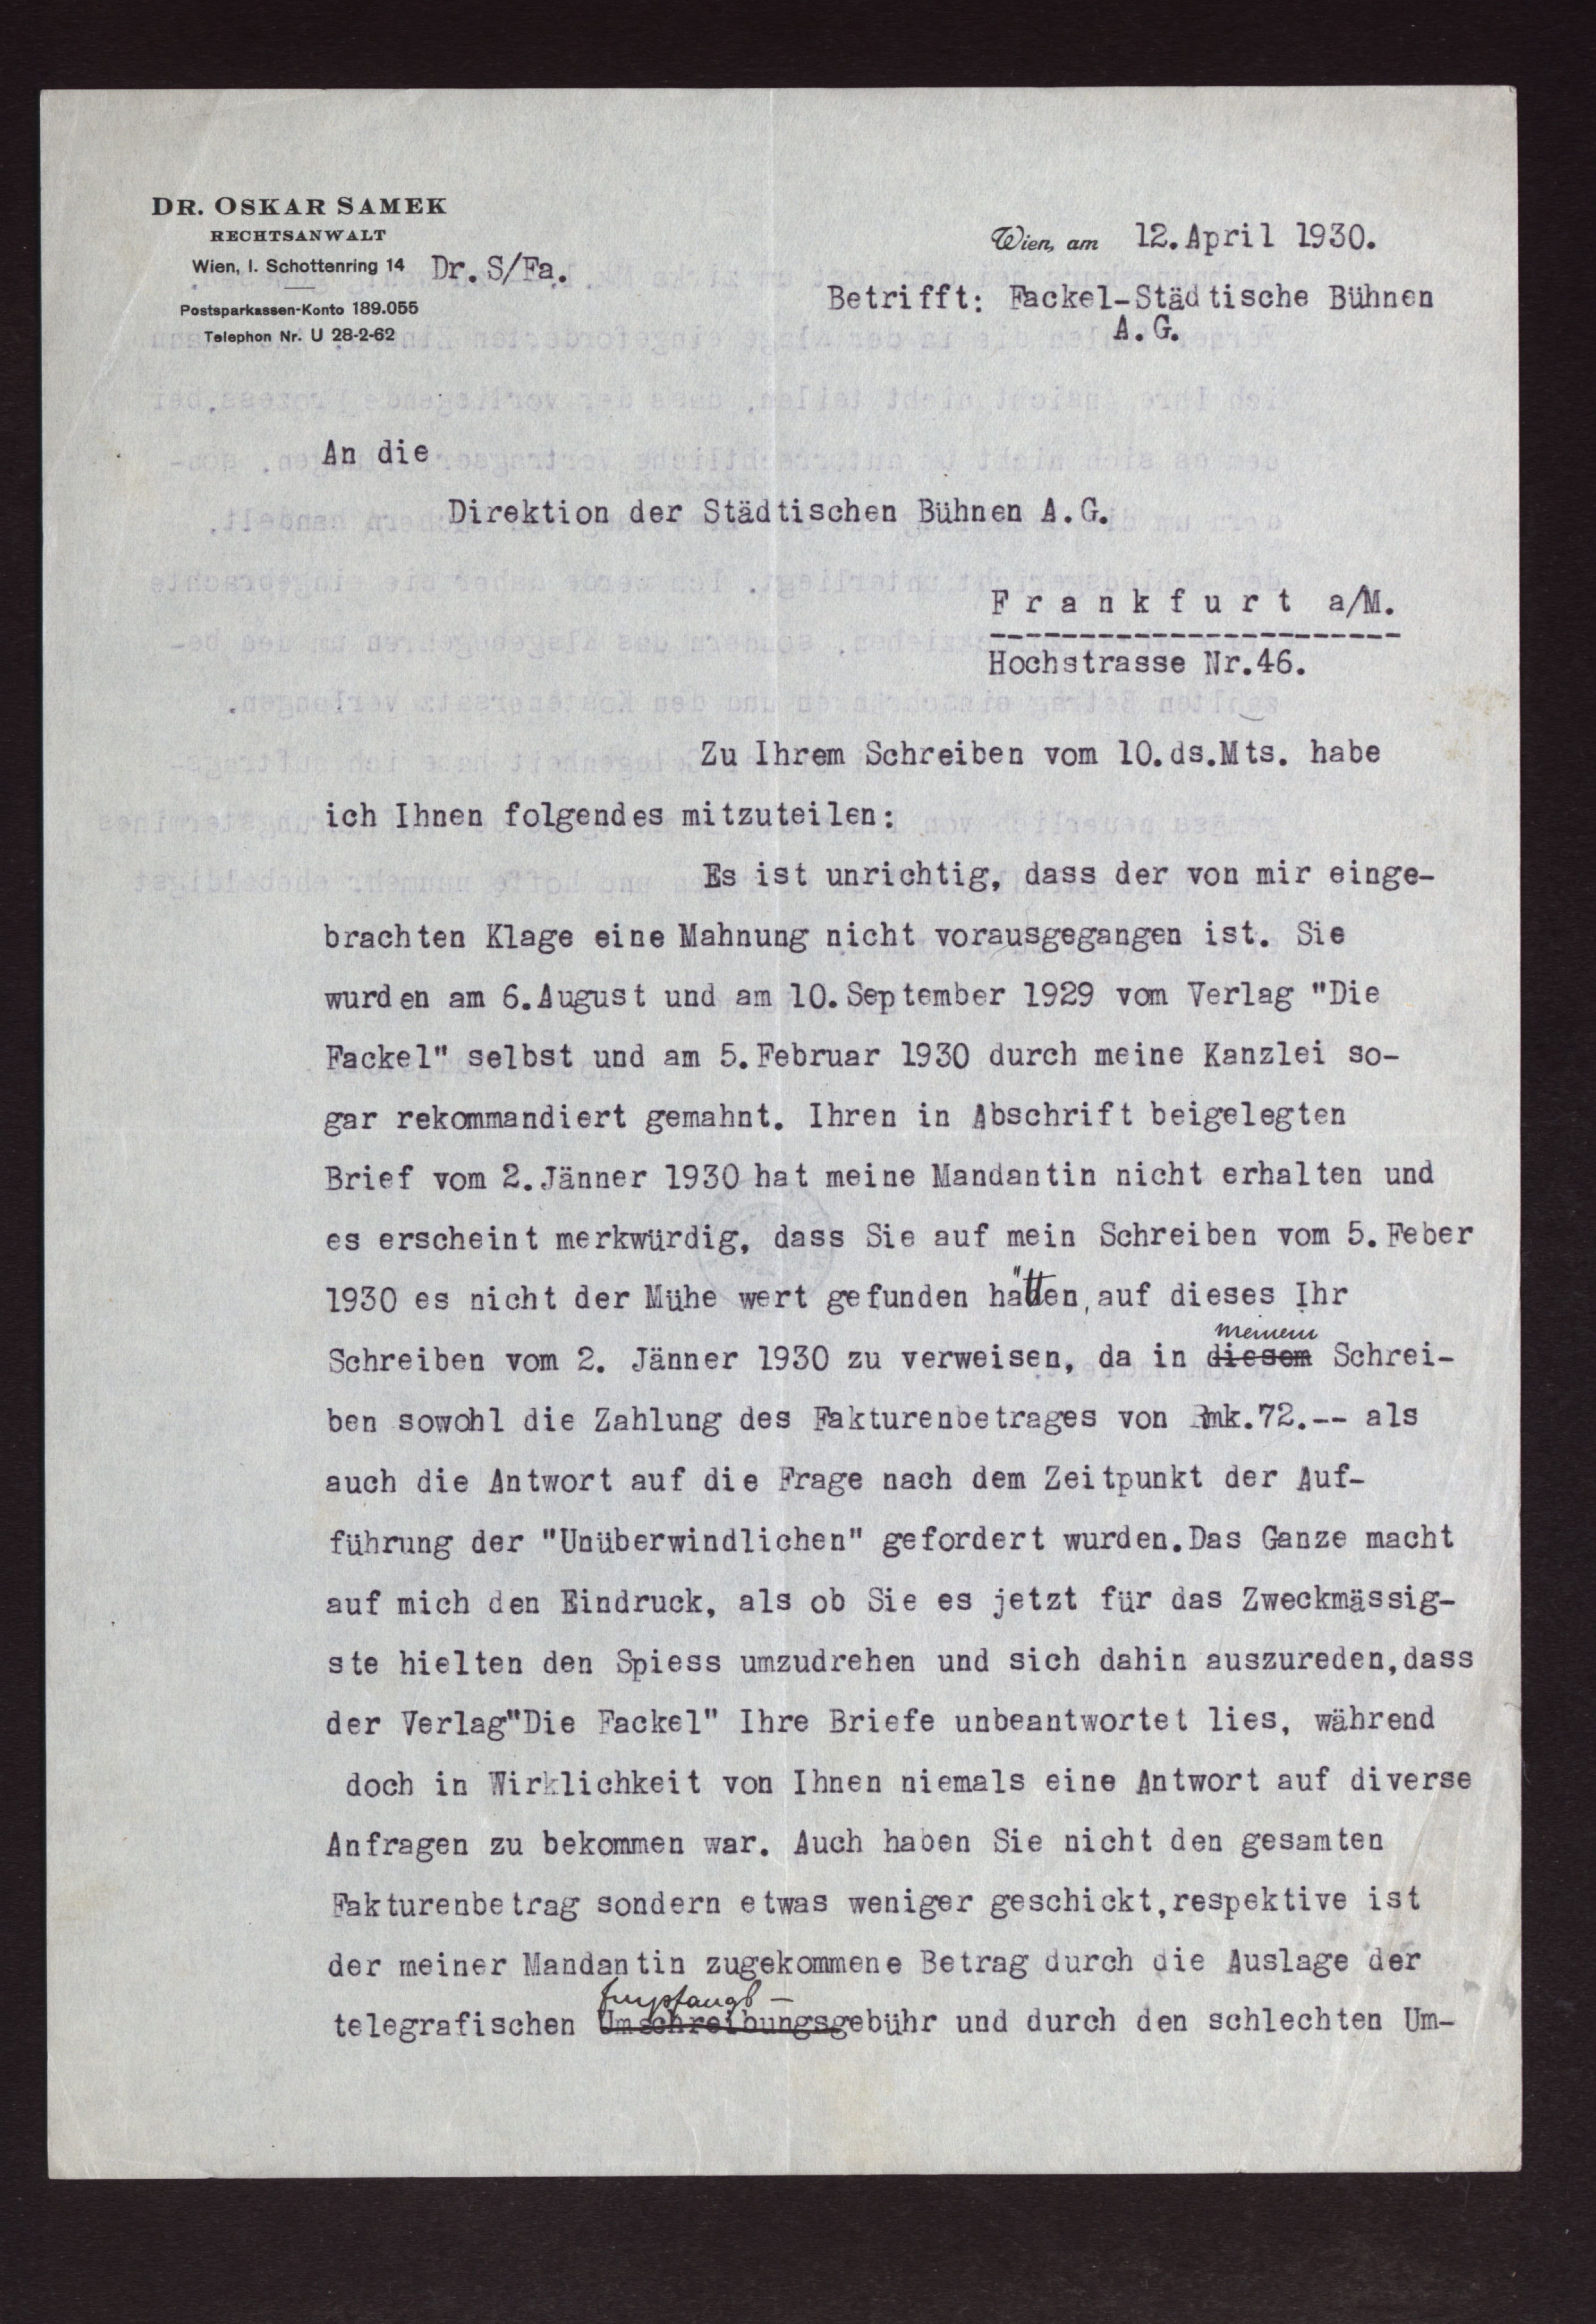 DR. OSKAR SAMEK
RECHTSANWALT
Wien, I. Schottenring 14
Dr. S/Fa.
Postsparkassen-Konto 189.055
Telephon Nr. U 28-2-62
Wien, am 12. April 1930.
Betrifft: Fackel-Städtische Bühnen
A.G.
An die
Direktion der Städtischen Bühnen A.G.
Frankfurt a/M.
Hochstrasse Nr.46.
Zu Ihrem Schreiben vom 10.ds.Mts. habe
ich Ihnen folgendes mitzuteilen:
Es ist unrichtig, dass der von mir einge-
brachten Klage eine Mahnung nicht vorausgegangen ist. Sie
wurden am 6.August und am 10.September 1929 vom Verlag "Die
Fackel" selbst und am 5.Februar 1930 durch meine Kanzlei so-
gar rekommandiert gemahnt. Ihren in Abschrift beigelegten
Brief vom 2.Jänner 1930 hat meine Mandantin nicht erhalten und
es erscheint merkwürdig, dass Sie auf mein Schreiben vom 5.Feber
1930 es nicht der Mühe wert gefunden hätten, auf dieses Ihr
meinem
Schreiben vom 2. Jänner 1930 zu verweisen, da in diesem Schrei-
ben sowohl die Zahlung des Fakturenbetrages von Rmk.72.-- als
auch die Antwort auf die Frage nach dem Zeitpunkt der Auf-
führung der "Unüberwindlichen" gefordert wurden.Das Ganze macht
auf mich den Eindruck, als ob Sie es jetzt für das Zweckmässig-
ste hielten den Spiess umzudrehen und sich dahin auszureden,dass
der Verlag"Die Fackel" Ihre Briefe unbeantwortet lies, während
doch in Wirklichkeit von Ihnen niemals eine Antwort auf diverse
Anfragen zu bekommen war. Auch haben Sie nicht den gesamten
Fakturenbetrag sondern etwas weniger geschickt,respektive ist
der meiner Mandantin zugekommene Betrag durch die Auslage der
Empfangs-
telegrafischen Umschreibungsgebühr und durch den schlechten Um-